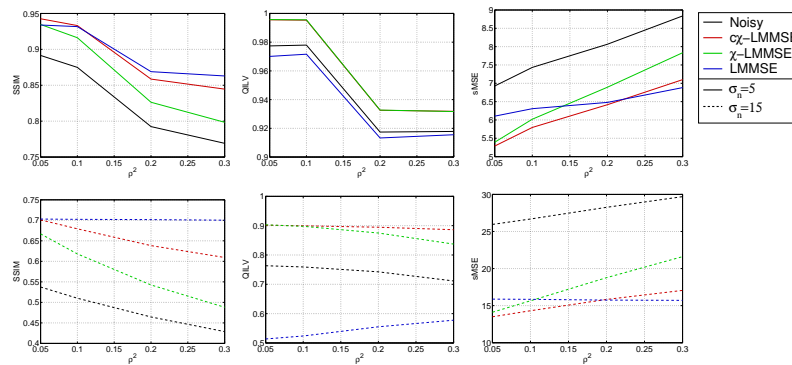 0.95
0.9
0.85
0.8
0.75
0.05 0.1 0.15 0.2 0.25 0.3
SSIM
ρ²
1
0.98
0.96
0.94
0.92
0.9
0.05 0.1 0.15 0.2 0.25 0.3
QILV
ρ²
9
8.5
8
7.5
7
6.5
6
5.5
5
0.05 0.1 0.15 0.2 0.25 0.3
sMSE
ρ²
Noisy
cχ−LMMSE
χ−LMMSE
LMMSE
σn=5
σn=15
0.75
0.7
0.65
0.6
0.55
0.5
0.45
0.4
0.05 0.1 0.15 0.2 0.25 0.3
SSIM
ρ²
1
0.9
0.8
0.7
0.6
0.5
0.05 0.1 0.15 0.2 0.25 0.3
QILV
ρ²
30
25
20
15
10
0.05 0.1 0.15 0.2 0.25 0.3
sMSE
ρ²